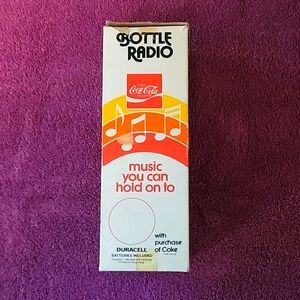 BOTTLE
RADIO
Coca-Cola
music
you can
hold on to
with
purchase
of Coke
DURACELL
BATTERIES INCLUDED